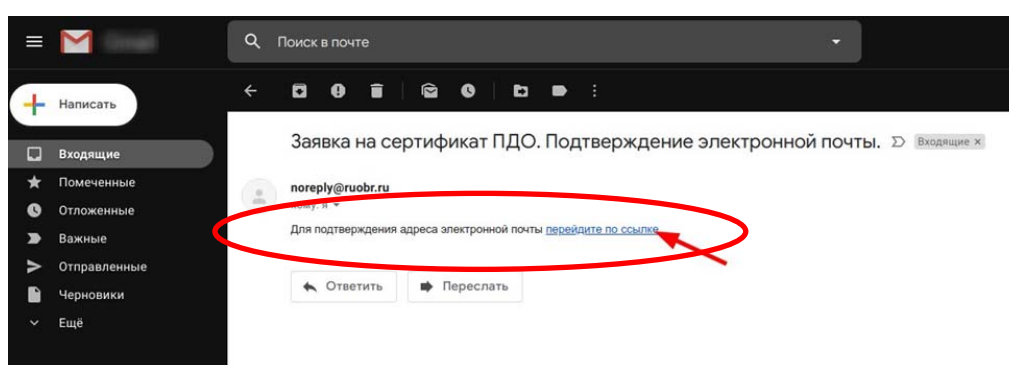 Поиск в почте
Написать
Входящие
Помеченные
Отложенные
Важные
Отправленные
Черновики
Ещё
Заявка на сертификат ПДО. Подтверждение электронной почты. Входящие ×
noreply@ruobr.ru
кому: я
Для подтверждения адреса электронной почты перейдите по ссылке
Ответить
Переслать